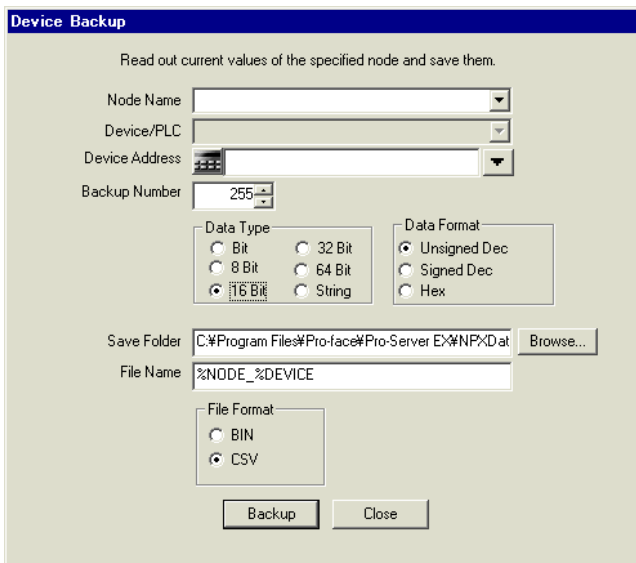 Device Backup
Read out current values of the specified node and save them.
Node Name
Device/PLC
Device Address
Backup Number 255
Data Type
Data Format
Bit 32 Bit
Unsigned Dec
8 Bit 64 Bit
Signed Dec
16 Bit String
Hex
Save Folder C:¥Program Files¥Pro-face¥Pro-Server EX¥NPXDat Browse...
File Name %NODE_%DEVICE
File Format
BIN
CSV
Backup Close